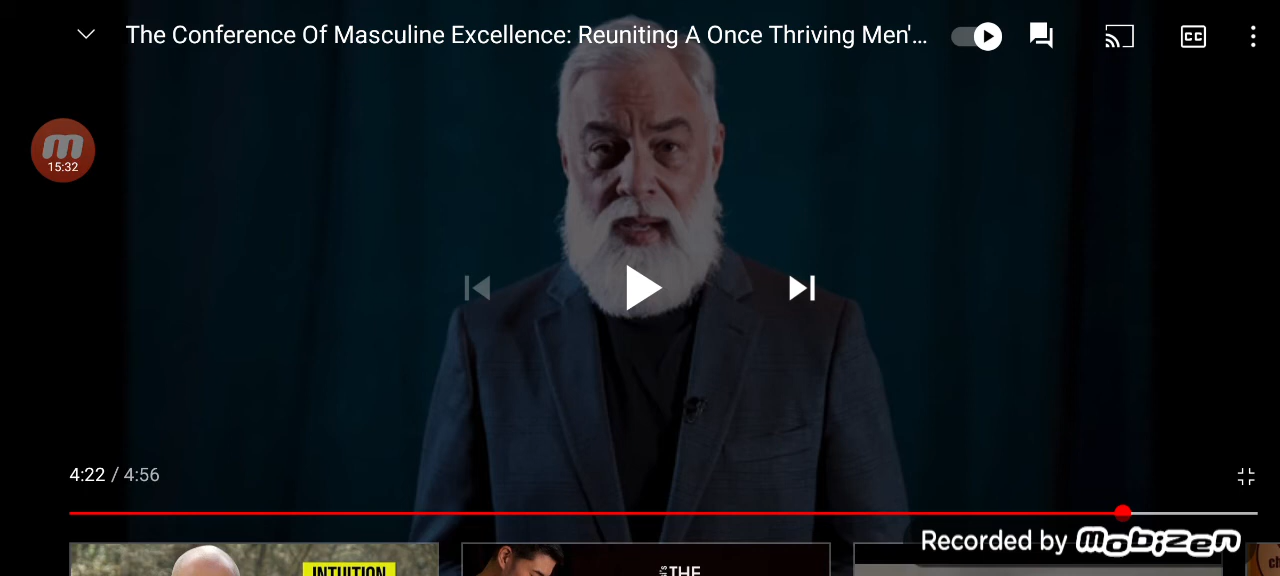 The Conference Of Masculine Excellence: Reuniting A Once Thriving Men'...
CC
m
15:32
4:22 / 4:56
Recorded by mobizen
INTUITION
THE